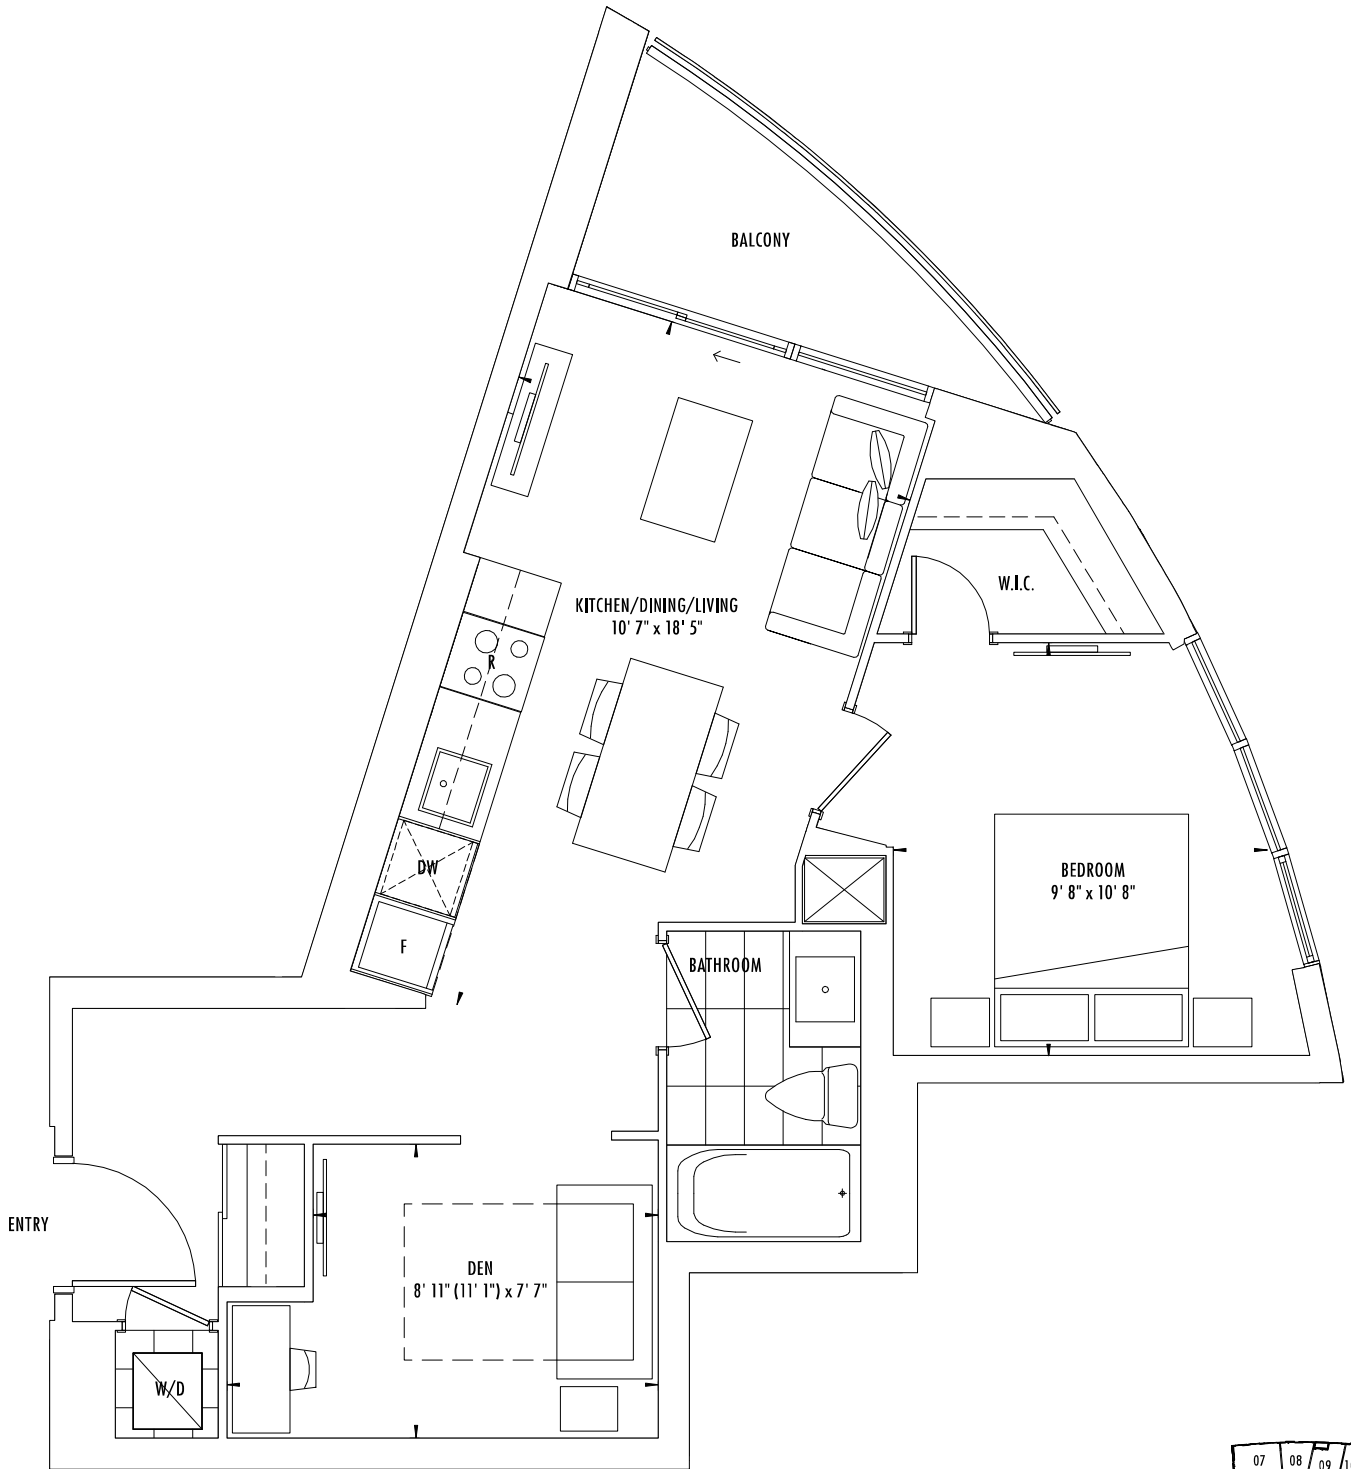 BALCONY
W.I.C.
KITCHEN/DINING/LIVING
10' 7" x 18' 5"
R
DW
BEDROOM
9' 8" x 10' 8"
F
BATHROOM
ENTRY
DEN
8' 11" (11' 1") x 7' 7"
W/D
07 08 09